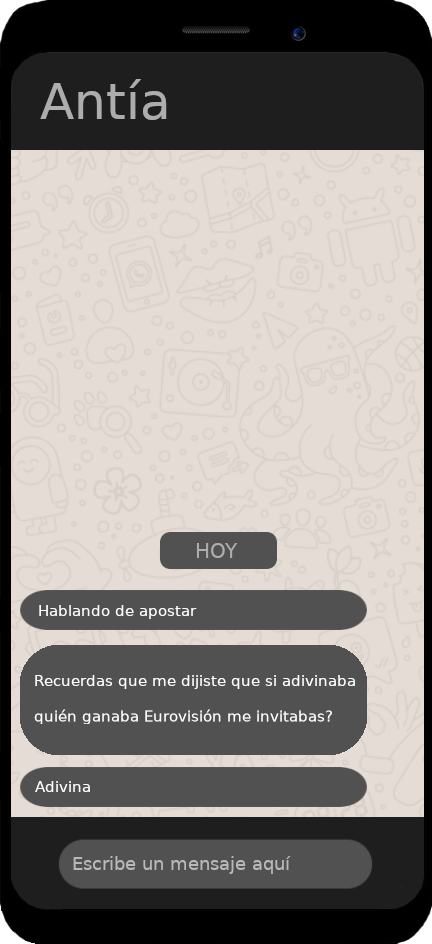 Antía
HOY
Hablando de apostar
Recuerdas que me dijiste que si adivinaba
quién ganaba Eurovisión me invitabas?
Adivina
Escribe un mensaje aquí